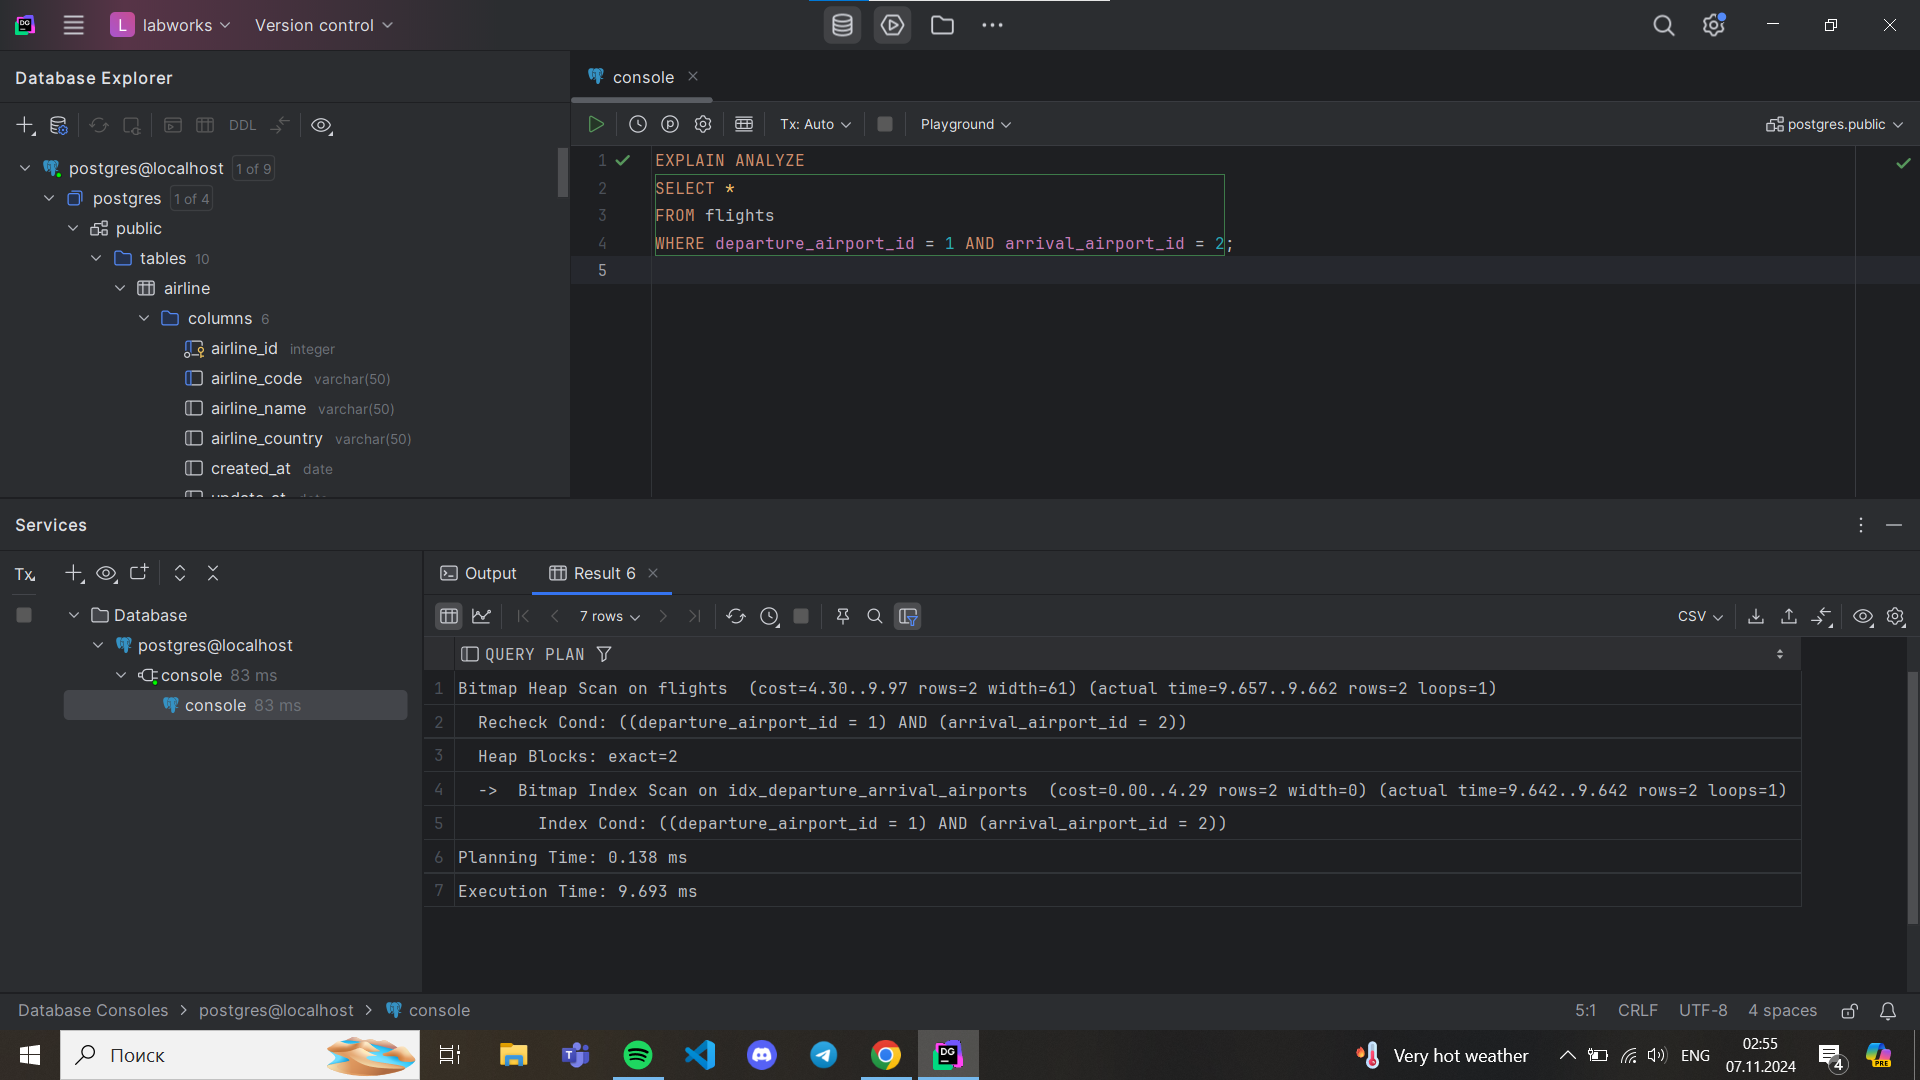 DG
L labworks
Version control
Database Explorer
console
DDL
Tx: Auto
Playground
postgres.public
postgres@localhost 1 of 9
postgres 1 of 4
public
tables 10
airline
columns 6
airline_id integer
airline_code varchar(50)
airline_name varchar(50)
airline_country varchar(50)
created_at date
1 EXPLAIN ANALYZE
2 SELECT *
3 FROM flights
4 WHERE departure_airport_id = 1 AND arrival_airport_id = 2;
5
Services
Tx
Output
Result 6
Database
postgres@localhost
console 83 ms
console 83 ms
7 rows
CSV
QUERY PLAN
1 Bitmap Heap Scan on flights (cost=4.30..9.97 rows=2 width=61) (actual time=9.657..9.662 rows=2 loops=1)
2 Recheck Cond: ((departure_airport_id = 1) AND (arrival_airport_id = 2))
3 Heap Blocks: exact=2
4 -> Bitmap Index Scan on idx_departure_arrival_airports (cost=0.00..4.29 rows=2 width=0) (actual time=9.642..9.642 rows=2 loops=1)
5 Index Cond: ((departure_airport_id = 1) AND (arrival_airport_id = 2))
6 Planning Time: 0.138 ms
7 Execution Time: 9.693 ms
Database Consoles > postgres@localhost > console
5:1 CRLF UTF-8 4 spaces
Поиск
DG
Very hot weather
ENG
02:55
07.11.2024
4
PRE